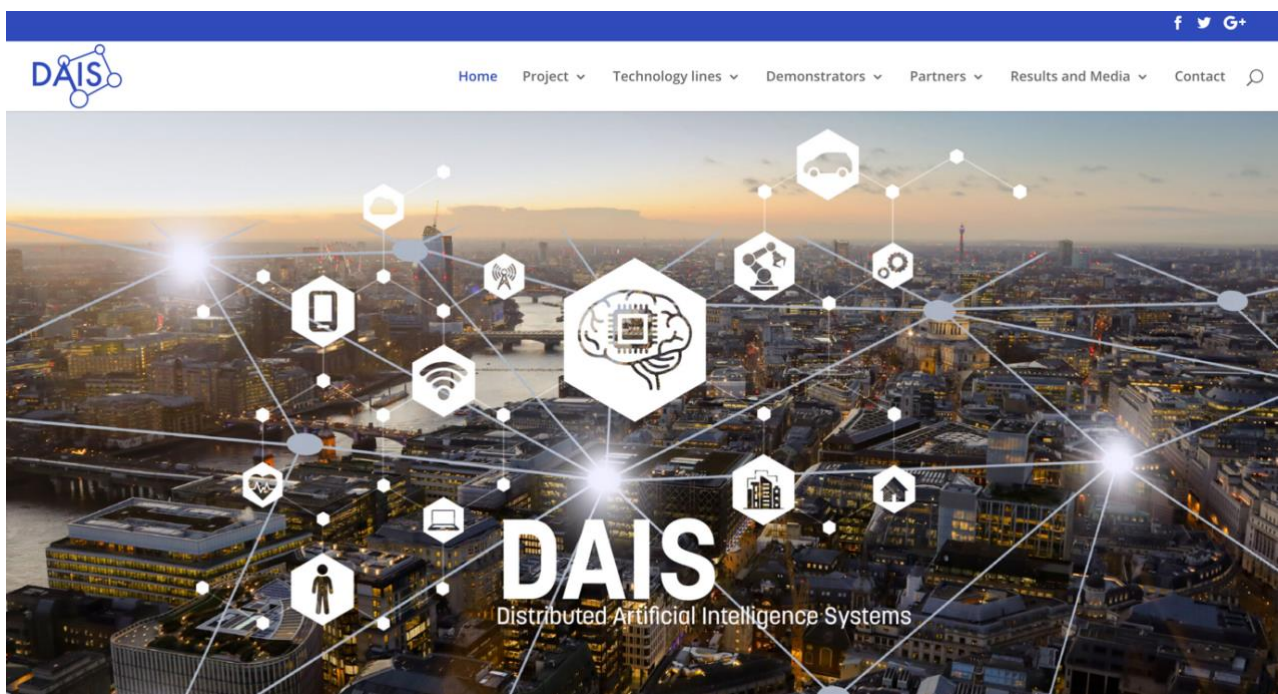 f G+
DAIS
Home Project Technology lines Demonstrators Partners Results and Media Contact
DAIS
Distributed Artificial Intelligence Systems